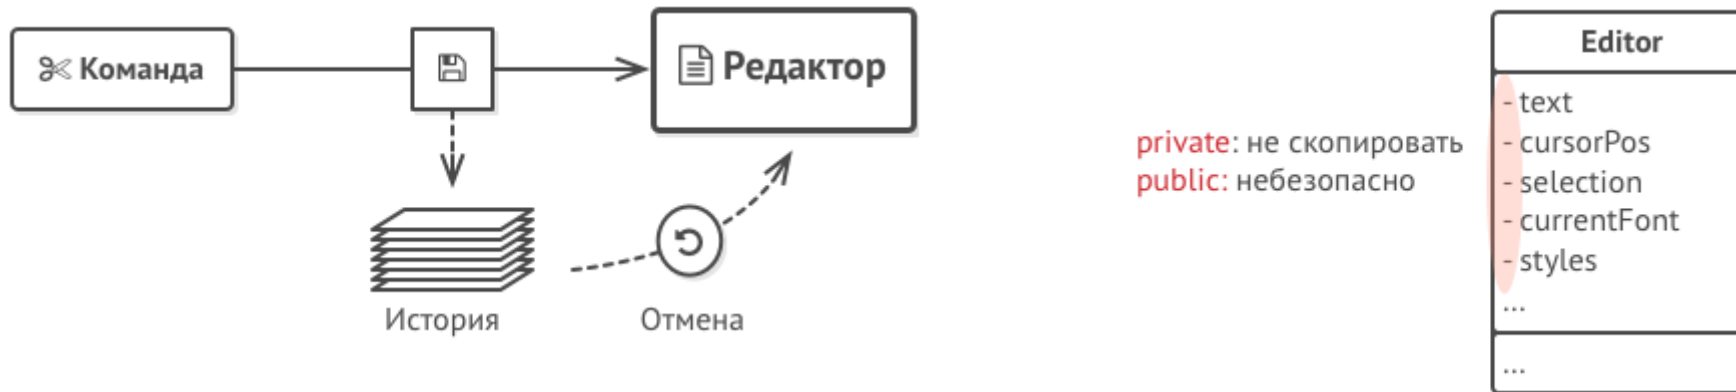 Команда
Редактор
История
Отмена
private: не скопировать
public: небезопасно
Editor
- text
- cursorPos
- selection
- currentFont
- styles
...
...